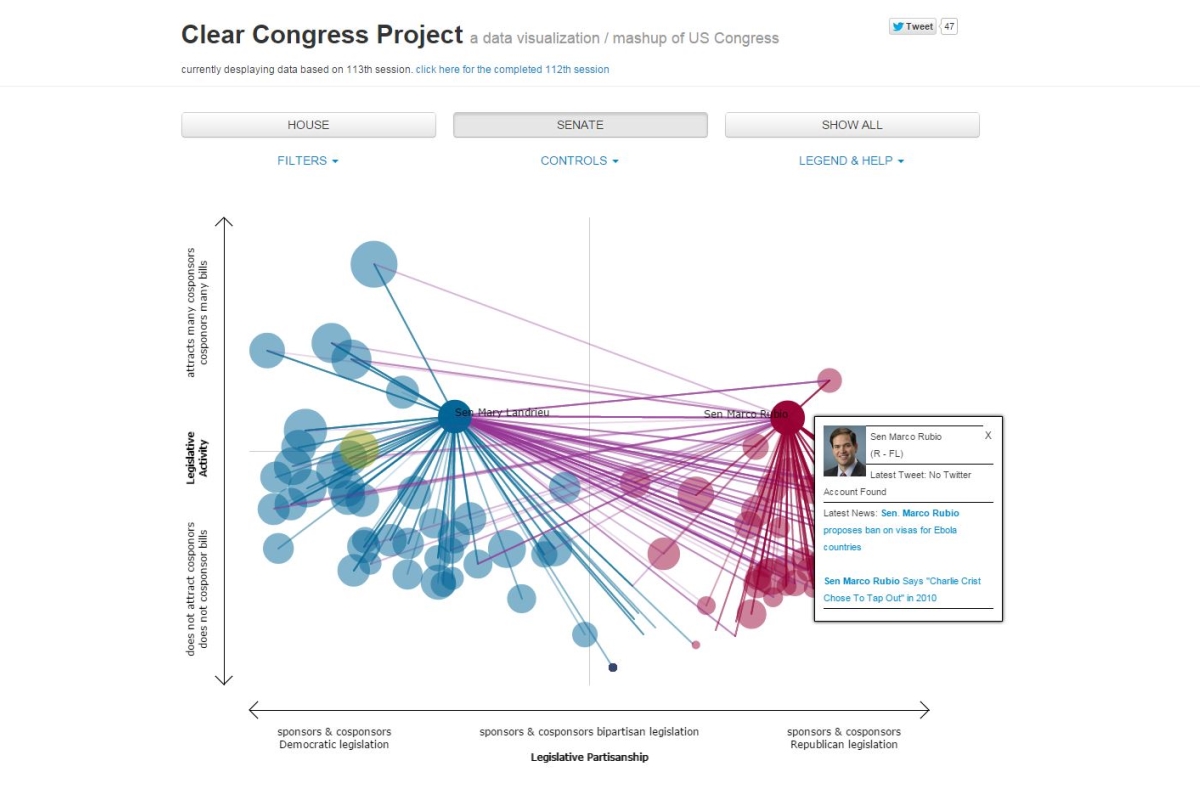 Clear Congress Project a data visualization / mashup of US Congress
Tweet 47
currently desplaying data based on 113th session. click here for the completed 112th session
HOUSE
SENATE
SHOW ALL
FILTERS
CONTROLS
LEGEND & HELP
attracts many cosponsors
cosponors many bills
Legislative
Activity
does not attract cosponors
does not cosponsor bills
Sen Mary Landrieu
Sen Marco Rubio
Sen Marco Rubio
X
(R - FL)
Latest Tweet: No Twitter
Account Found
Latest News: Sen. Marco Rubio
proposes ban on visas for Ebola
countries
Sen Marco Rubio Says "Charlie Crist
Chose To Tap Out" in 2010
sponsors & cosponsors
Democratic legislation
sponsors & cosponsors bipartisan legislation
sponsors & cosponsors
Republican legislation
Legislative Partisanship